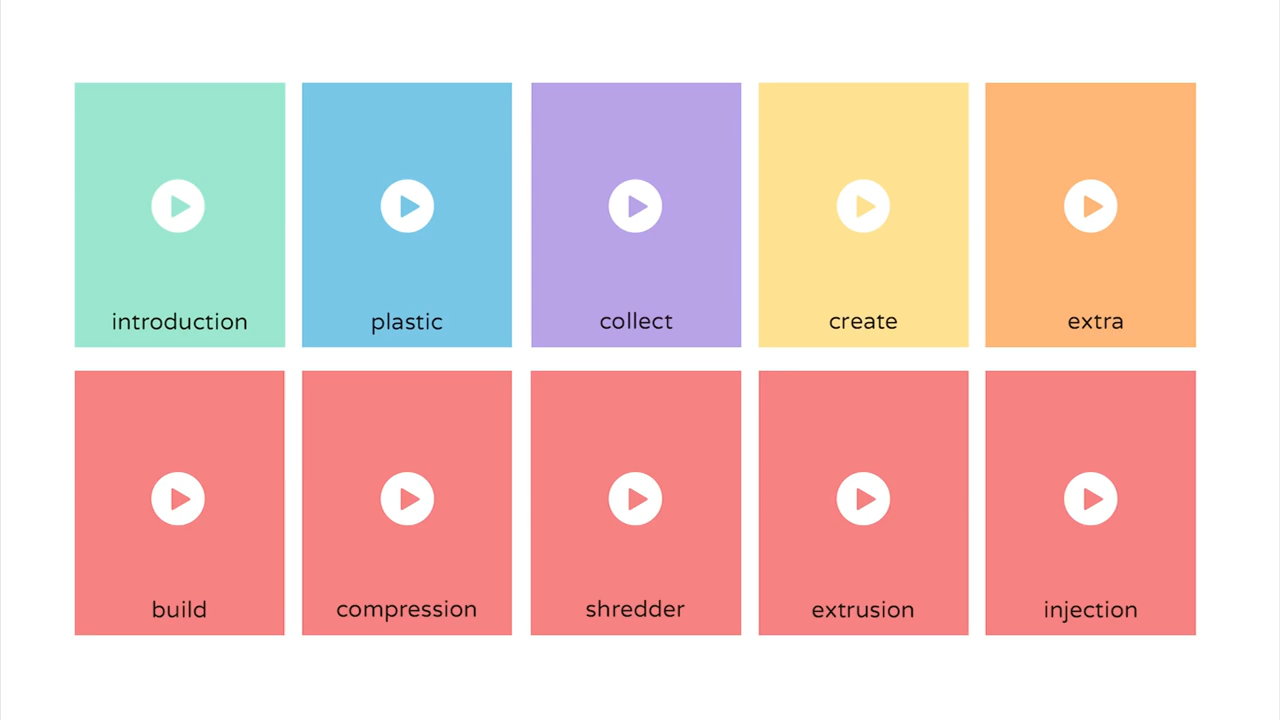 introduction
plastic
collect
create
extra
build
compression
shredder
extrusion
injection